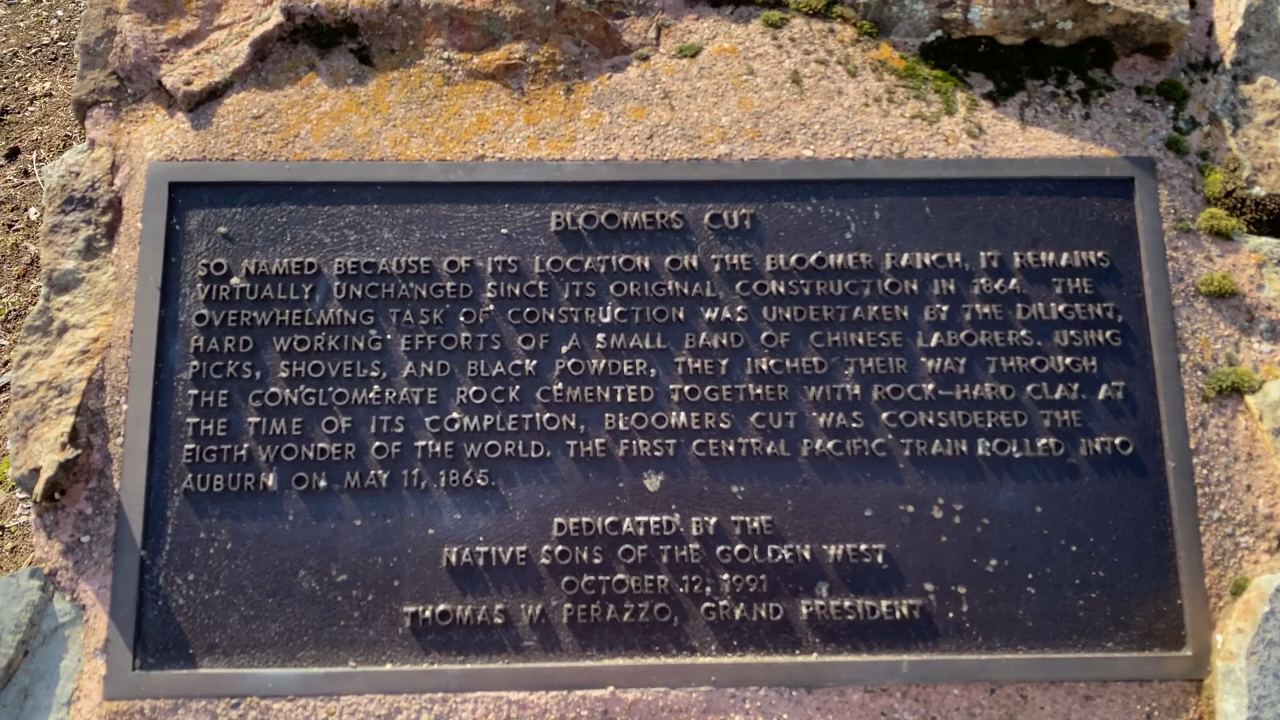 BLOOMERS CUT
SO NAMED BECAUSE OF ITS LOCATION ON THE BLOOMER RANCH, IT REMAINS
VIRTUALLY UNCHANGED SINCE ITS ORIGINAL CONSTRUCTION IN 1864. THE
OVERWHELMING TASK OF CONSTRUCTION WAS UNDERTAKEN BY THE DILIGENT,
HARD WORKING EFFORTS OF A SMALL BAND OF CHINESE LABORERS. USING
PICKS, SHOVELS, AND BLACK POWDER, THEY INCHED THEIR WAY THROUGH
THE CONGLOMERATE ROCK CEMENTED TOGETHER WITH ROCK-HARD CLAY. AT
THE TIME OF ITS COMPLETION, BLOOMERS CUT WAS CONSIDERED THE
EIGTH WONDER OF THE WORLD. THE FIRST CENTRAL PACIFIC TRAIN ROLLED INTO
AUBURN ON MAY 11, 1865.
DEDICATED BY THE
NATIVE SONS OF THE GOLDEN WEST
OCTOBER 12, 1991
THOMAS W. PERAZZO, GRAND PRESIDENT